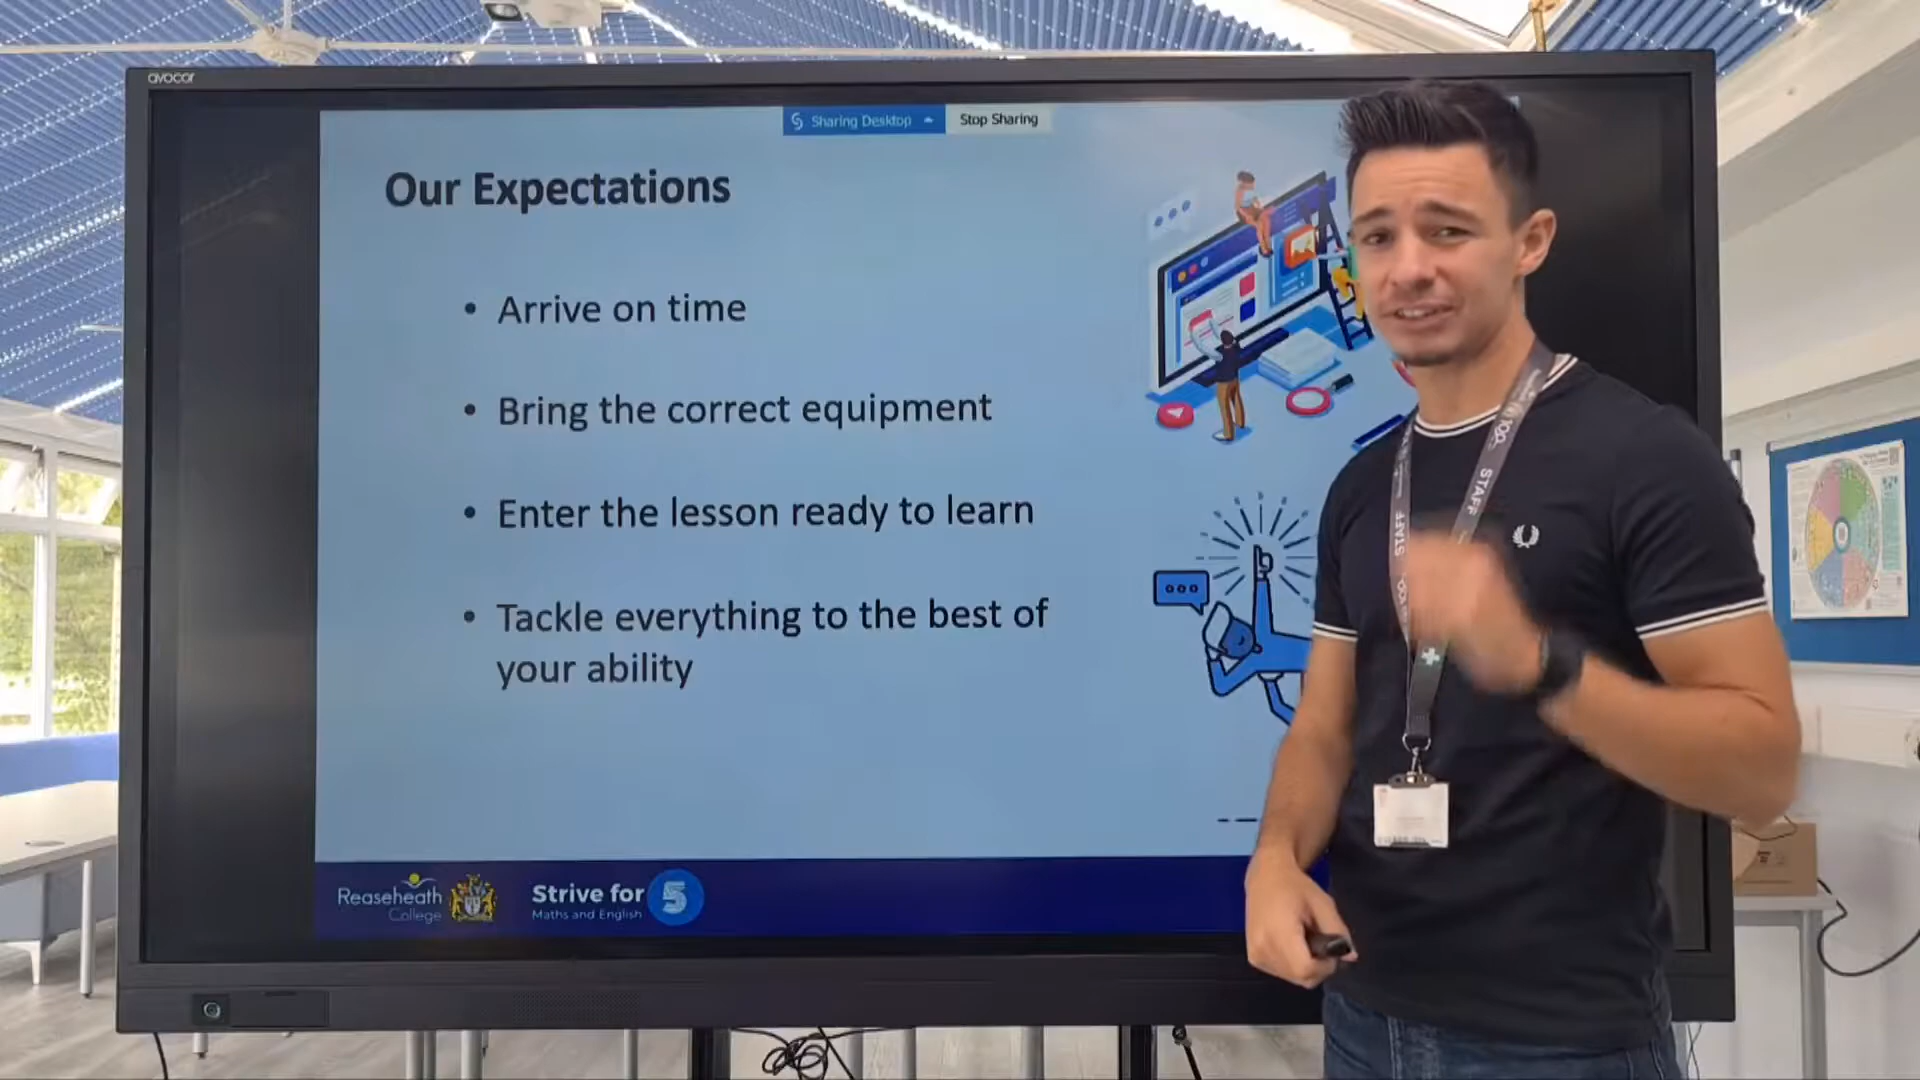 avocor
Sharing Desktop
Stop Sharing
Our Expectations
• Arrive on time
• Bring the correct equipment
• Enter the lesson ready to learn
• Tackle everything to the best of
your ability
Reaseheath
College
Strive for 5
Maths and English
STAFF
STAFF